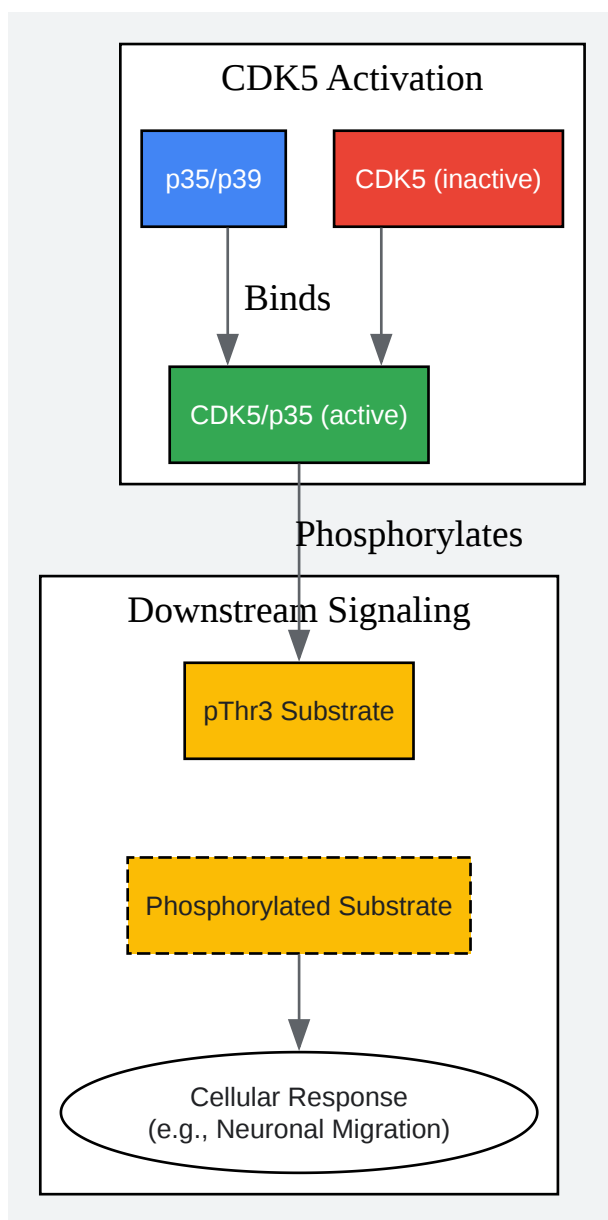 CDK5 Activation
p35/p39
CDK5 (inactive)
Binds
CDK5/p35 (active)
Phosphorylates
Downstream Signaling
pThr3 Substrate
Phosphorylated Substrate
Cellular Response
(e.g., Neuronal Migration)